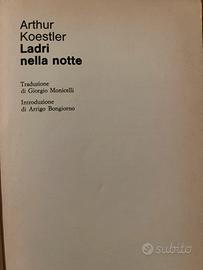 Arthur
Koestler
Ladri
nella notte
Traduzione
di Giorgio Monicelli
Introduzione
di Arrigo Bongiorno
subito